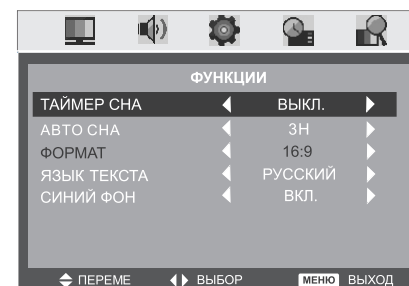 ФУНКЦИИ
ТАЙМЕР СНА ВЫКЛ.
АВТО СНА 3H
ФОРМАТ 16:9
ЯЗЫК ТЕКСТА РУССКИЙ
СИНИЙ ФОН ВКЛ.
ПЕРЕМЕ ВЫБОР МЕНЮ ВЫХОД